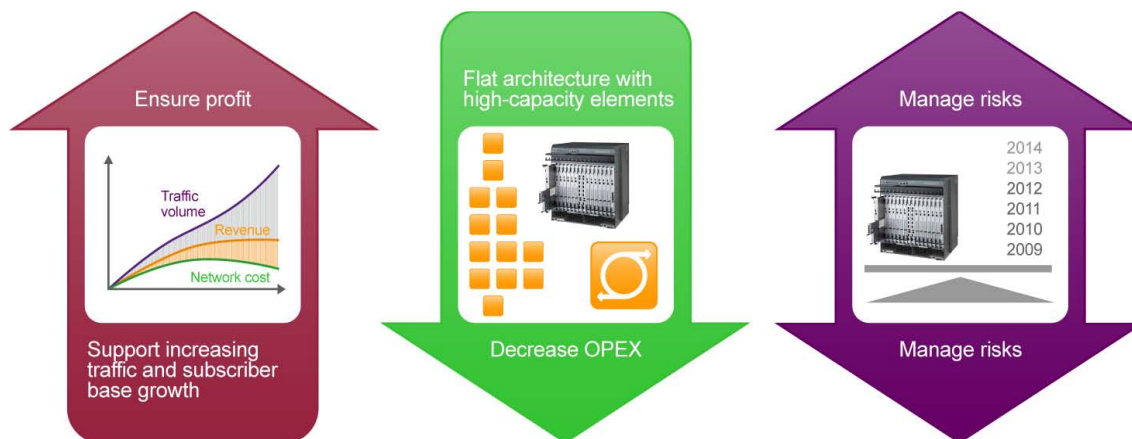 Ensure profit
Traffic
volume
Revenue
Network cost
Support increasing
traffic and subscriber
base growth
Flat architecture with
high-capacity elements
Decrease OPEX
Manage risks
2014
2013
2012
2011
2010
2009
Manage risks